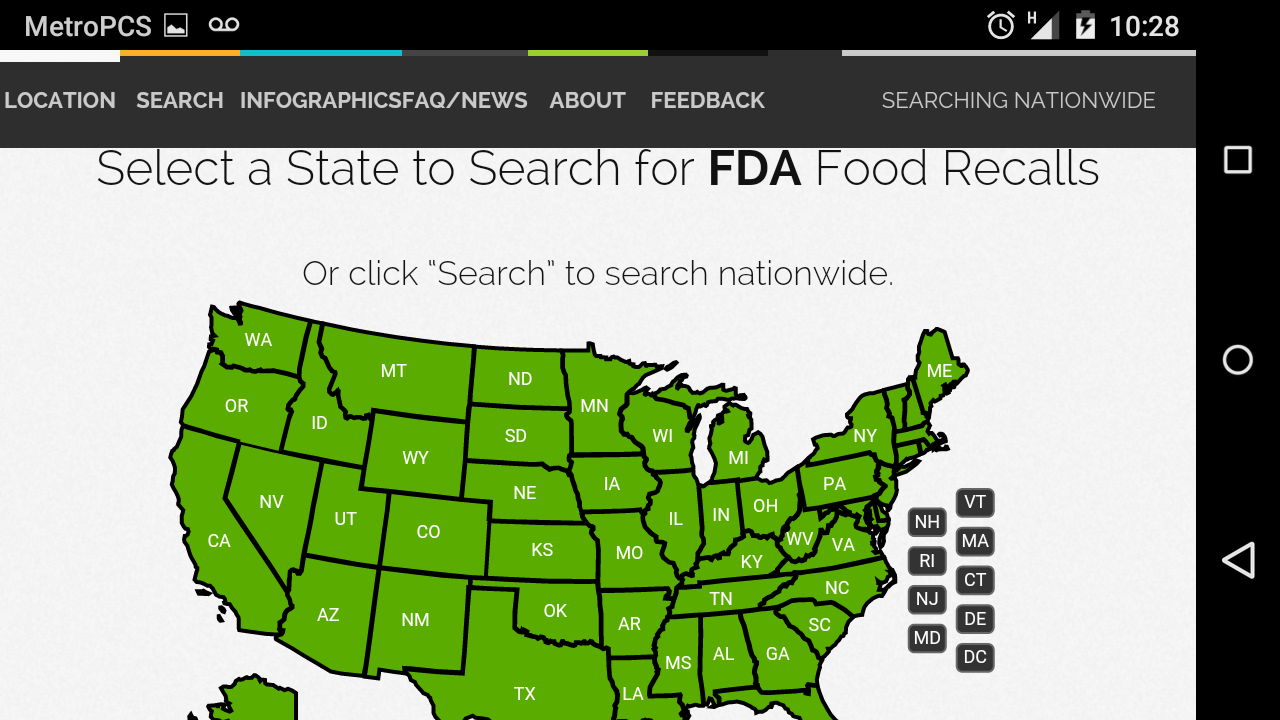 MetroPCS H 10:28
LOCATION SEARCH INFOGRAPHICS FAQ/NEWS ABOUT FEEDBACK SEARCHING NATIONWIDE
Select a State to Search for FDA Food Recalls
Or click “Search” to search nationwide.
WA
MT
ME
ND
OR
MN
ID
SD
WI
NY
WY
MI
IA
PA
NE
NV
OH
VT
IL
IN
UT
NH
CO
CA
WV
MA
VA
KS
MO
KY
RI
CT
NC
TN
NJ
OK
AZ
DE
NM
AR
SC
MD
AL
GA
DC
MS
TX
LA